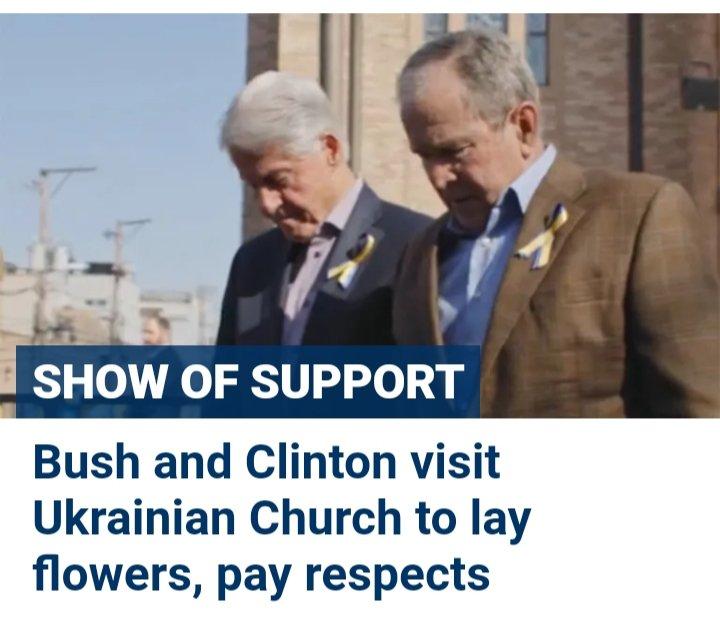 SHOW OF SUPPORT
Bush and Clinton visit
Ukrainian Church to lay
flowers, pay respects